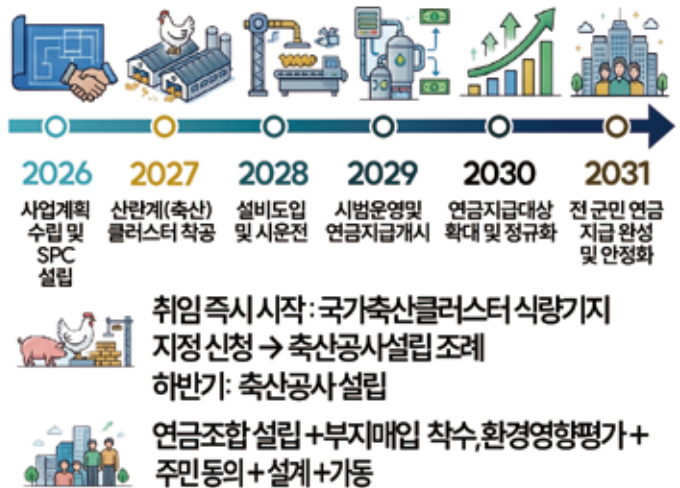 2026 2027 2028 2029 2030 2031
사업계획
수립 및
SPC
설립
산란계(축산)
클러스터 착공
설비도입
및 시운전
시범운영및
연금지급개시
연금지급대상
확대 및 정규화
전 군민 연금
지급 완성
및 안정화
취임 즉시 시작 : 국가축산클러스터 식량기지
지정 신청 → 축산공사설립 조례
하반기: 축산공사 설립
연금조합 설립 +부지매입 착수,환경영향평가 +
주민동의 + 설계 +가동